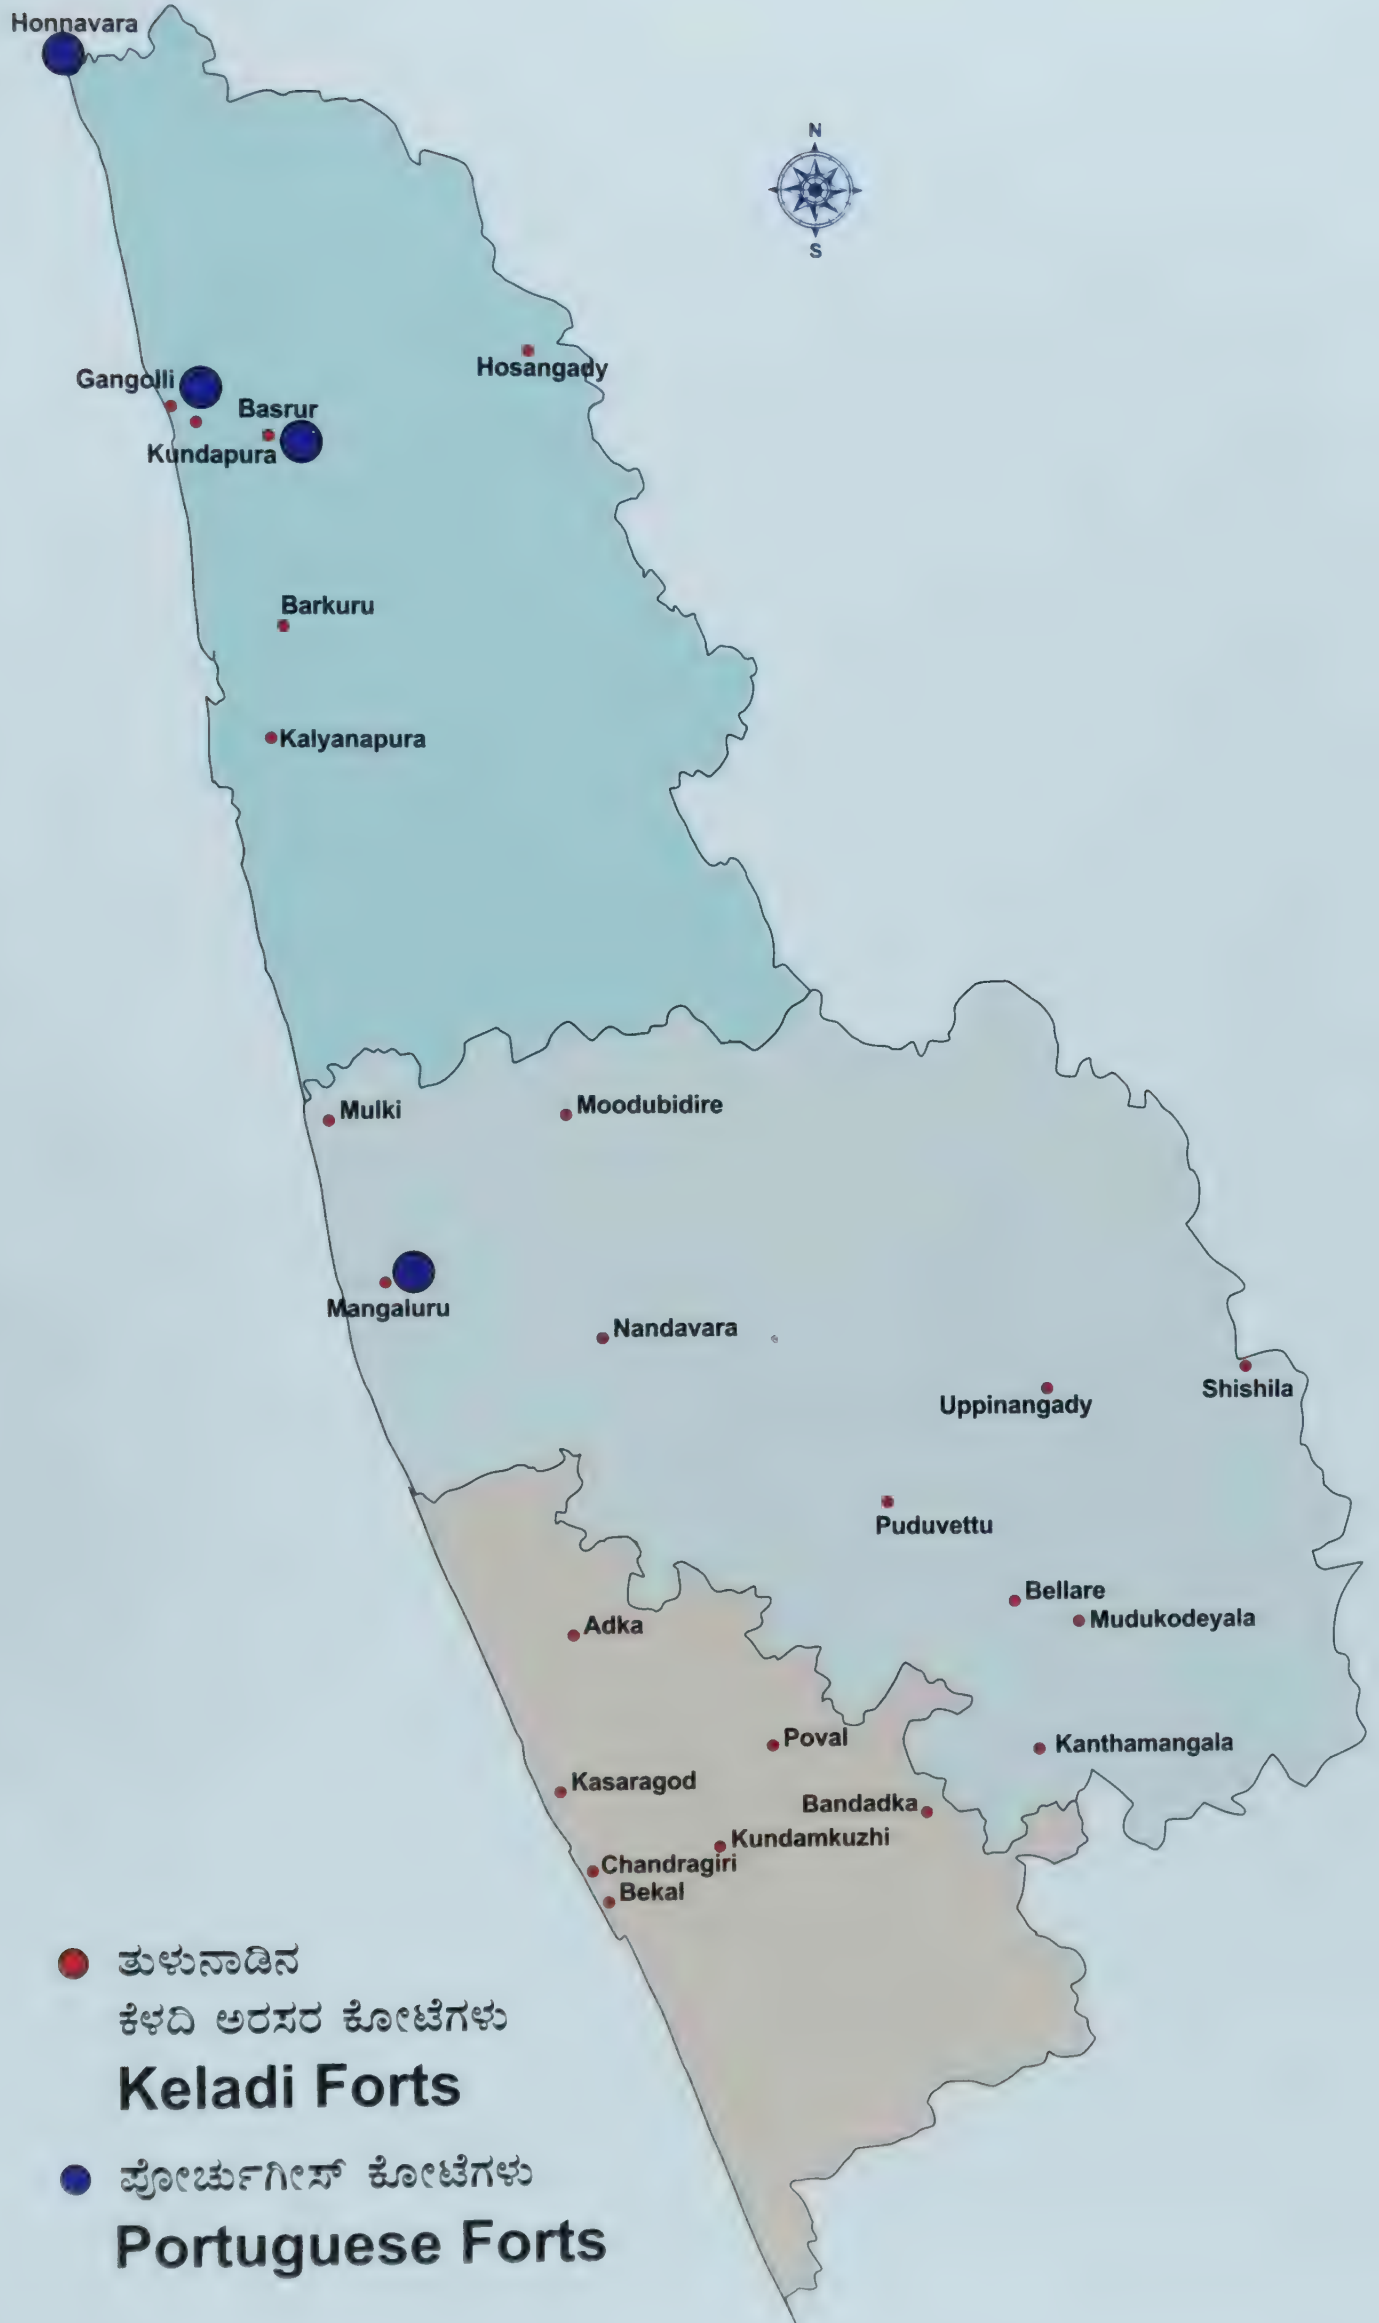 Honnavara
N
S
Hosangady
Gangolli
Basrur
Kundapura
Barkuru
Kalyanapura
Mulki
Moodubidire
Mangaluru
Nandavara
Shishila
Uppinangady
Puduvettu
Bellare
Mudukodeyala
Adka
Poval
Kanthamangala
Kasaragod
Bandadka
Kundamkuzhi
Chandragiri
Bekal
ತುಳುನಾಡಿನ
ಕೆಳದಿ ಅರಸರ ಕೋಟೆಗಳು
Keladi Forts
ಪೋರ್ಚುಗೀಸ್ ಕೋಟೆಗಳು
Portuguese Forts